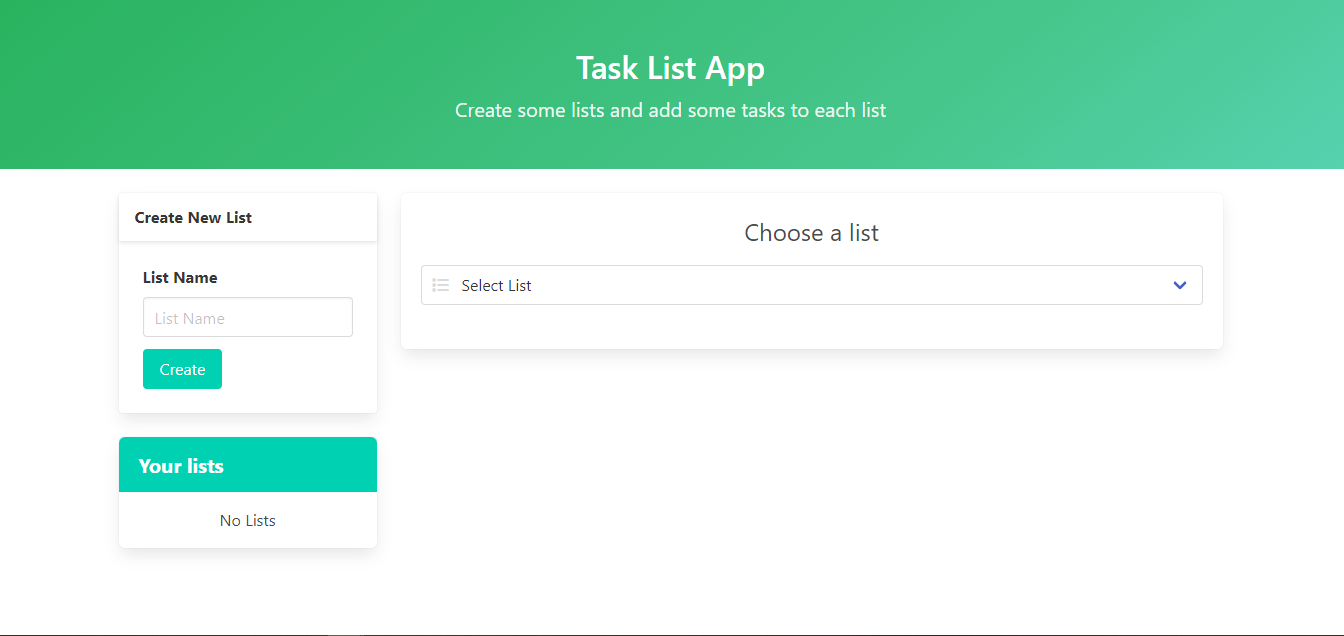 Task List App
Create some lists and add some tasks to each list
Create New List
List Name
List Name
Create
Your lists
No Lists
Choose a list
Select List